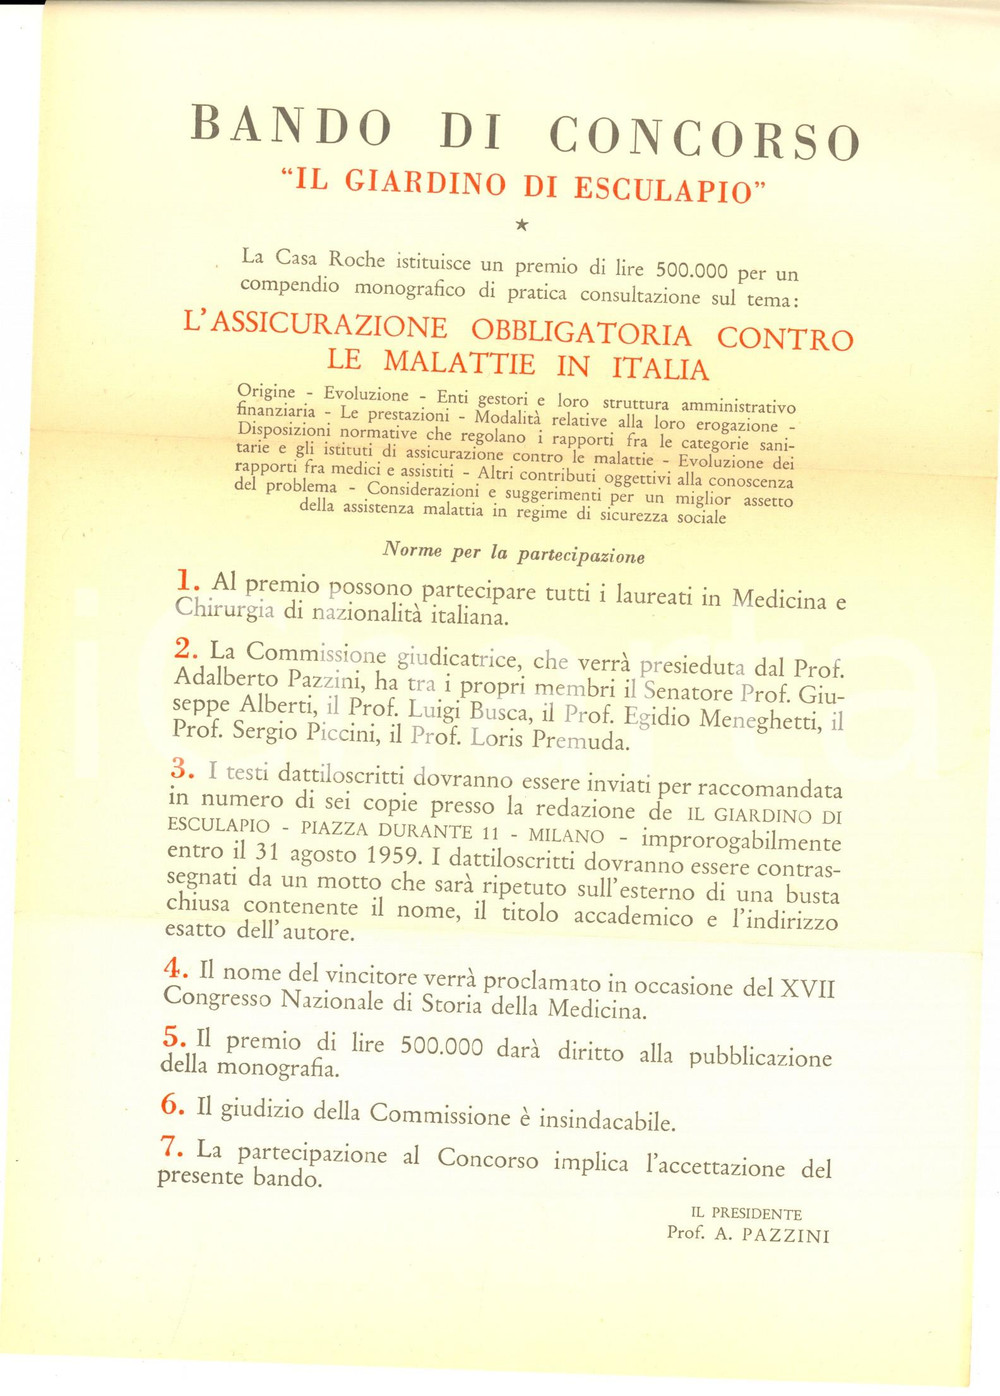 BANDO DI CONCORSO
“IL GIARDINO DI ESCULAPIO”
★
La Casa Roche istituisce un premio di lire 500.000 per un
compendio monografico di pratica consultazione sul tema:
L'ASSICURAZIONE OBBLIGATORIA CONTRO
LE MALATTIE IN ITALIA
Origine - Evoluzione - Enti gestori e loro struttura amministrativo
finanziaria - Le prestazioni - Modalità relative alla loro erogazione -
Disposizioni normative che regolano i rapporti fra le categorie sani-
tarie e gli istituti di assicurazione contro le malattie - Evoluzione dei
rapporti fra medici e assistiti - Altri contributi oggettivi alla conoscenza
del problema - Considerazioni e suggerimenti per un miglior assetto
della assistenza malattia in regime di sicurezza sociale
Norme per la partecipazione
1. Al premio possono partecipare tutti i laureati in Medicina e
Chirurgia di nazionalità italiana.
2. La Commissione giudicatrice, che verrà presieduta dal Prof.
Adalberto Pazzini, ha tra i propri membri il Senatore Prof. Giu-
seppe Alberti, il Prof. Luigi Busca, il Prof. Egidio Meneghetti, il
Prof. Sergio Piccini, il Prof. Loris Premuda.
3. I testi dattiloscritti dovranno essere inviati per raccomandata
in numero di sei copie presso la redazione de IL GIARDINO DI
ESCULAPIO - PIAZZA DURANTE 11 - MILANO - improrogabilmente
entro il 31 agosto 1959. I dattiloscritti dovranno essere contras-
segnati da un motto che sarà ripetuto sull'esterno di una busta
chiusa contenente il nome, il titolo accademico e l'indirizzo
esatto dell'autore.
4. Il nome del vincitore verrà proclamato in occasione del XVII
Congresso Nazionale di Storia della Medicina.
5. Il premio di lire 500.000 darà diritto alla pubblicazione
della monografia.
6. Il giudizio della Commissione è insindacabile.
7. La partecipazione al Concorso implica l'accettazione del
presente bando.
IL PRESIDENTE
Prof. A. PAZZINI